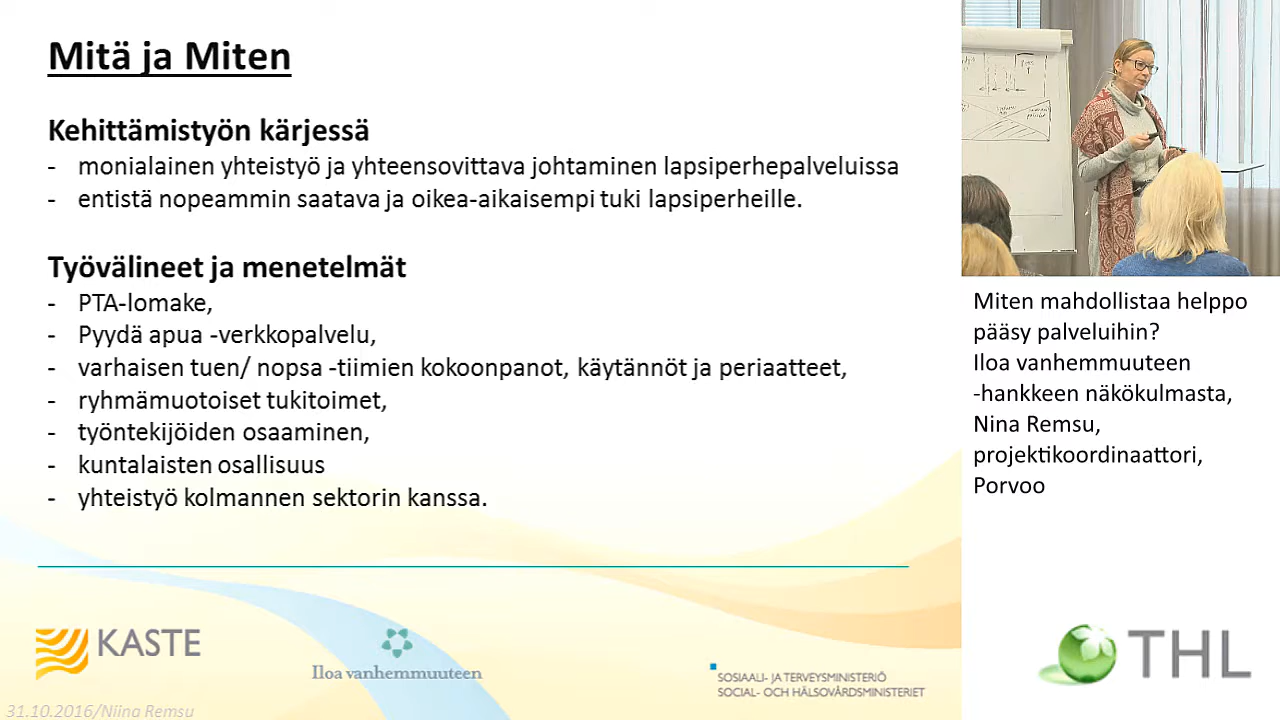 Mitä ja Miten
Kehittämistyön kärjessä
- monialainen yhteistyö ja yhteensovittava johtaminen lapsiperhepalveluissa
- entistä nopeammin saatava ja oikea-aikaisempi tuki lapsiperheille.
Työvälineet ja menetelmät
- PTA-lomake,
- Pyydä apua -verkkopalvelu,
- varhaisen tuen/ nopsa -tiimien kokoonpanot, käytännöt ja periaatteet,
- ryhmämuotoiset tukitoimet,
- työntekijöiden osaaminen,
- kuntalaisten osallisuus
- yhteistyö kolmannen sektorin kanssa.
KASTE
Iloa vanhemmuuteen
SOSIAALI- JA TERVEYSMINISTERIÖ
SOCIAL- OCH HÄLSOVÅRDSMINISTERIET
31.10.2016/Niina Remsu
Miten mahdollistaa helppo
pääsy palveluihin?
Iloa vanhemmuuteen
-hankkeen näkökulmasta,
Nina Remsu,
projektikoordinaattori,
Porvoo
THL